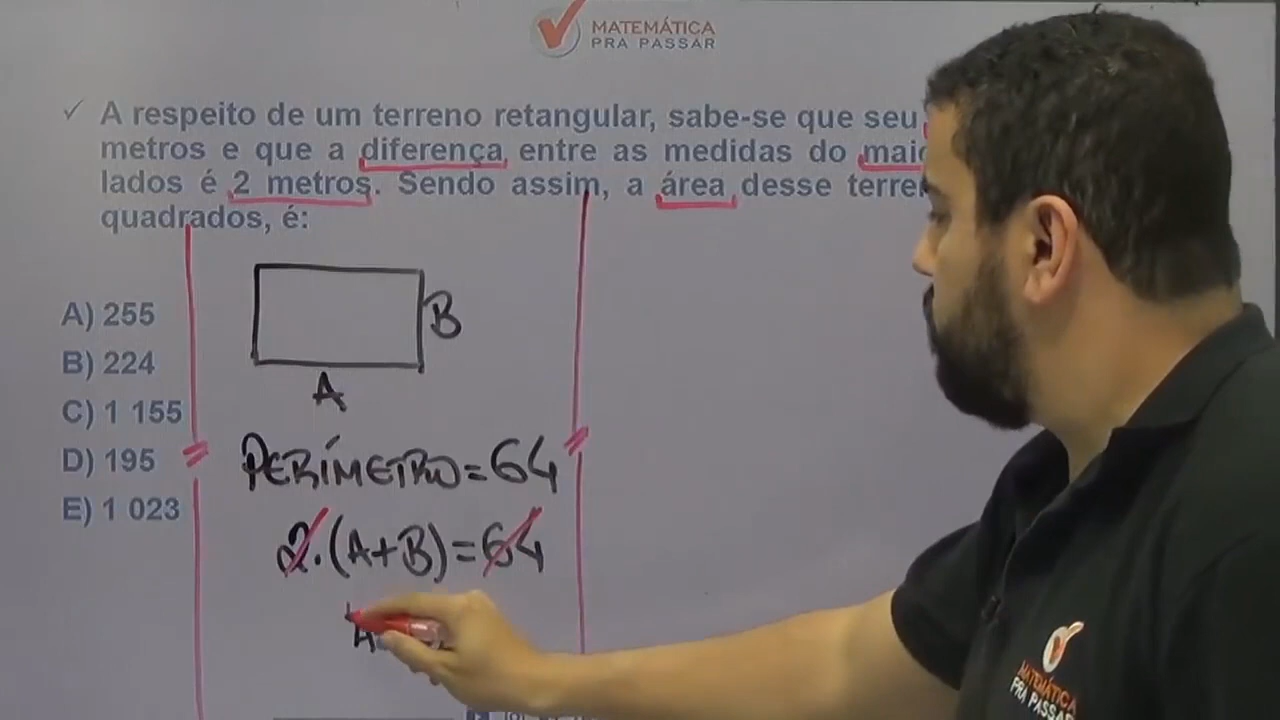 MATEMÁTICA
PRA PASSAR
✓ A respeito de um terreno retangular, sabe-se que seu
metros e que a diferença entre as medidas do
lados é 2 metros. Sendo assim, a área desse
quadrados, é:
A) 255
B) 224
C) 1 155
D) 195
E) 1 023
B
A
PERÍMETRO=64
2.(A+B)=64
A
MATEMÁTICA
PRA PASSAR